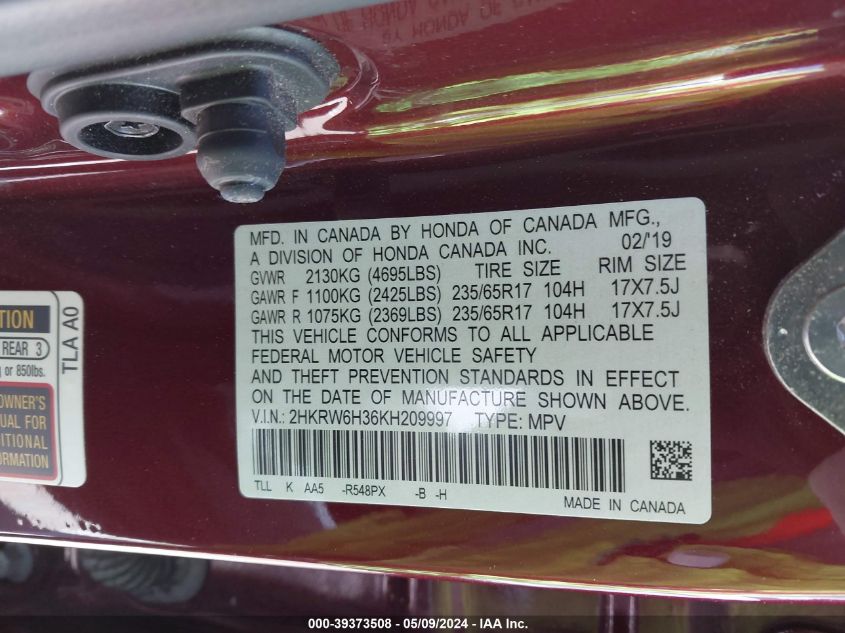 MFD. IN CANADA BY HONDA OF CANADA MFG.,
A DIVISION OF HONDA CANADA INC. 02/'19
GVWR 2130KG (4695LBS) TIRE SIZE RIM SIZE
GAWR F 1100KG (2425LBS) 235/65R17 104H 17X7.5J
GAWR R 1075KG (2369LBS) 235/65R17 104H 17X7.5J
THIS VEHICLE CONFORMS TO ALL APPLICABLE
FEDERAL MOTOR VEHICLE SAFETY
AND THEFT PREVENTION STANDARDS IN EFFECT
ON THE DATE OF MANUFACTURE SHOWN ABOVE.
V.I.N.: 2HKRW6H36KH209997 TYPE: MPV
TLL K AA5 -R548PX -B -H
MADE IN CANADA
REAR 3
or 850lbs.
OWNER'S
FOR
TLA A0
000-39373508 - 05/09/2024 - IAA Inc.